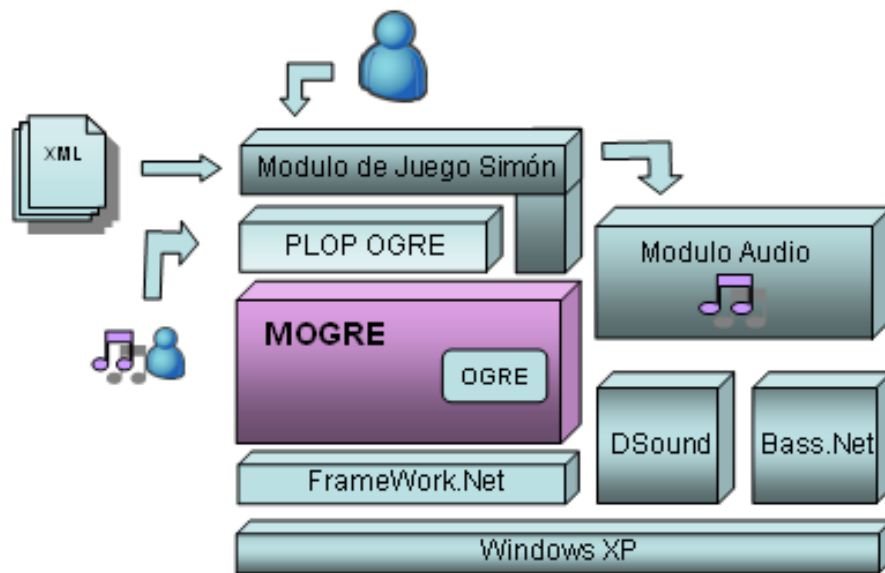 XML
Modulo de Juego Simón
PLOP OGRE
Modulo Audio
MOGRE
OGRE
DSound
Bass.Net
FrameWork.Net
Windows XP